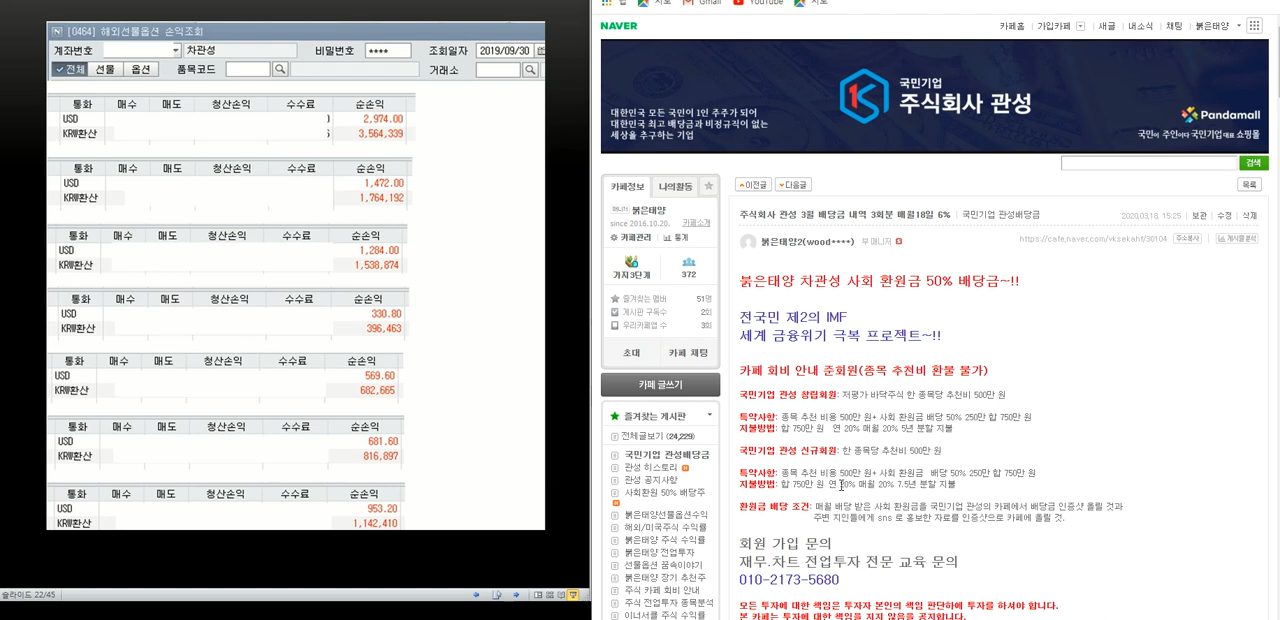 [0464] 해외선물옵션 손익조회
계좌번호 차관성 비밀번호 **** 조회일자 2019/09/30
전체 선물 옵션 품목코드 거래소
통화 매수 매도 청산손익 수수료 순손익
USD 2,974.00
KRW환산 3,564,339
통화 매수 매도 청산손익 수수료 순손익
USD 1,472.00
KRW환산 1,764,192
통화 매수 매도 청산손익 수수료 순손익
USD 1,284.00
KRW환산 1,538,874
통화 매수 매도 청산손익 수수료 순손익
USD 330.80
KRW환산 396,463
통화 매수 매도 청산손익 수수료 순손익
USD 569.60
KRW환산 682,665
통화 매수 매도 청산손익 수수료 순손익
USD 681.60
KRW환산 816,897
통화 매수 매도 청산손익 수수료 순손익
USD 953.20
KRW환산 1,142,410
슬라이드 22/45
Gmail YouTube 지도
NAVER
카페홈 가입카페 새글 내소식 채팅 붉은태양
대한민국 모든 국민이 1인 주주가 되어
대한민국 최고 배당금과 비정규직이 없는
세상을 추구하는 기업
국민기업
주식회사 관성
Pandamall
국민이 주인이다 국민기업대표 쇼핑몰
검색
카페정보 나의활동
매니저 붉은태양
since 2016.10.20. 카페소개
카페관리 통계
가지3단계 372
즐겨찾는 멤버 51명
게시판 구독수 2회
우리카페앱 수 3회
초대 카페 채팅
카페 글쓰기
즐겨찾는 게시판
전체글보기 (24,229)
국민기업 관성배당금
관성 히스토리
관성 공지사항
사회환원 50% 배당주
붉은태양선물옵션수익
해외/미국주식 수익률
붉은태양 주식 수익률
붉은태양 전업투자
선물옵션 꿈속이야기
붉은태양 장기 추천주
주식 카페 회비 안내
주식 전업투자 종목분석
이너서클 주식 수익률
이전글 다음글 목록
주식회사 관성 3월 배당금 내역 3회분 매월18일 6% 국민기업 관성배당금 2020.03.18. 15:25 보관 수정 삭제
붉은태양2(wood****) 부 매니저 https://cafe.naver.com/vksekahf/30104 주소복사 게시글 분석
붉은태양 차관성 사회 환원금 50% 배당금~!!
전국민 제2의 IMF
세계 금융위기 극복 프로젝트~!!
카페 회비 안내 준회원(종목 추천비 환불 불가)
국민기업 관성 창립회원: 저평가 바닥주식 한 종목당 추천비 500만 원
특약사항: 종목 추천 비용 500만 원+ 사회 환원금 배당 50% 250만 합 750만 원
지불방법: 합 750만 원 연 20% 매월 20% 5년 분할 지불
국민기업 관성 신규회원: 한 종목당 추천비 500만 원
특약사항: 종목 추천 비용 500만 원+ 사회 환원금 배당 50% 250만 합 750만 원
지불방법: 합 750만 원 연 20% 매월 20% 7.5년 분할 지불
환원금 배당 조건: 매월 배당 받은 사회 환원금을 국민기업 관성의 카페에서 배당금 인증샷 올릴 것과
주변 지인들에게 sns 로 홍보한 자료를 인증샷으로 카페에 올릴 것.
회원 가입 문의
재무.차트 전업투자 전문 교육 문의
010-2173-5680
모든 투자에 대한 책임은 투자자 본인의 책임 판단하에 투자를 하셔야 합니다.
본 카페는 투자에 대한 책임을 지지 않음을 공지합니다.